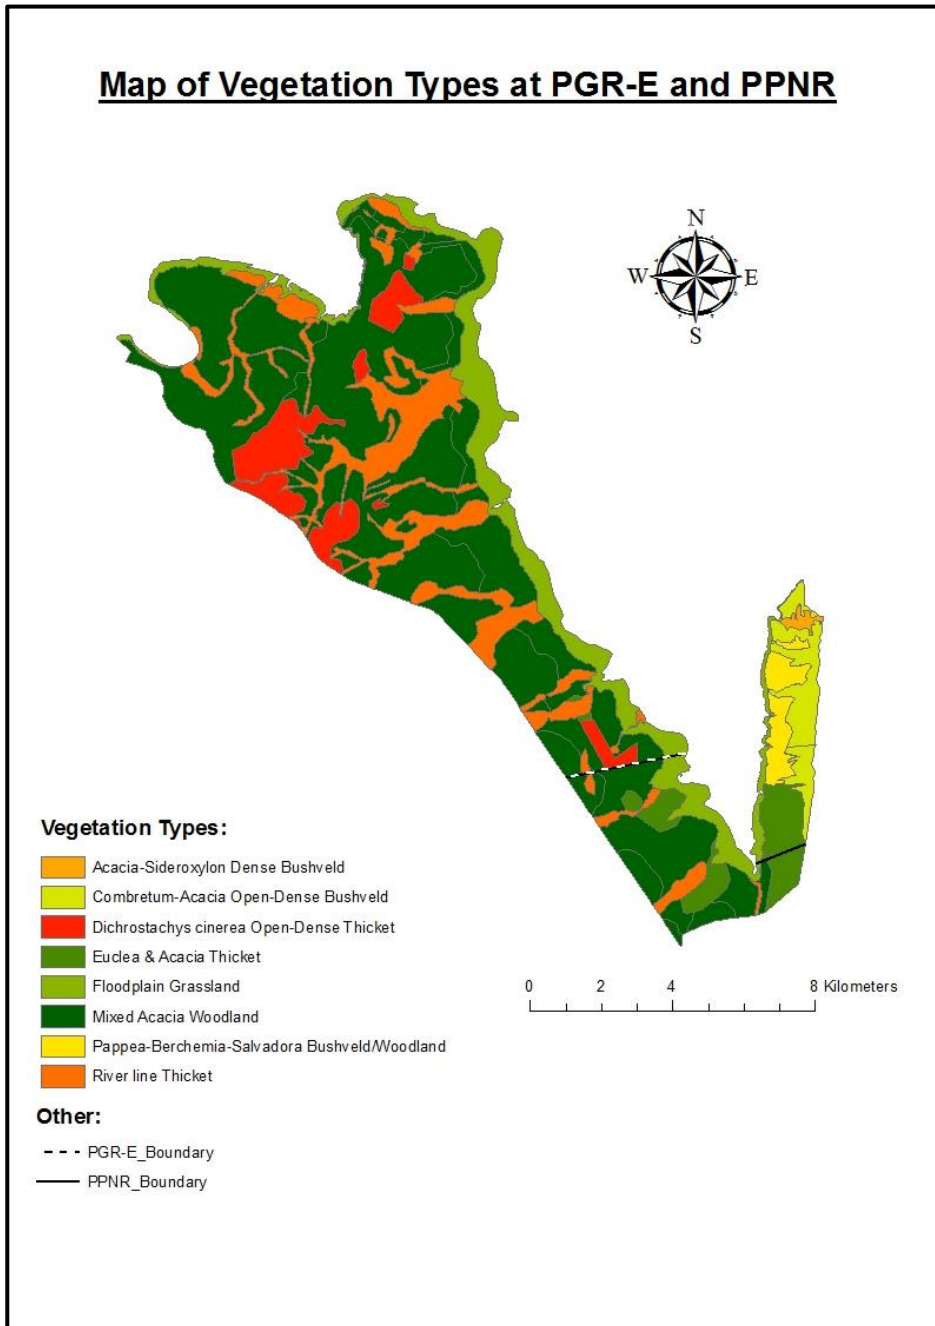 Map of Vegetation Types at PGR-E and PPNR
N
W E
S
Vegetation Types:
Acacia-Sideroxylon Dense Bushveld
Combretum-Acacia Open-Dense Bushveld
Dichrostachys cinerea Open-Dense Thicket
Euclea & Acacia Thicket
Floodplain Grassland
Mixed Acacia Woodland
Pappea-Berchemia-Salvadora Bushveld/Woodland
River line Thicket
0 2 4 8 Kilometers
Other:
PGR-E_Boundary
PPNR_Boundary